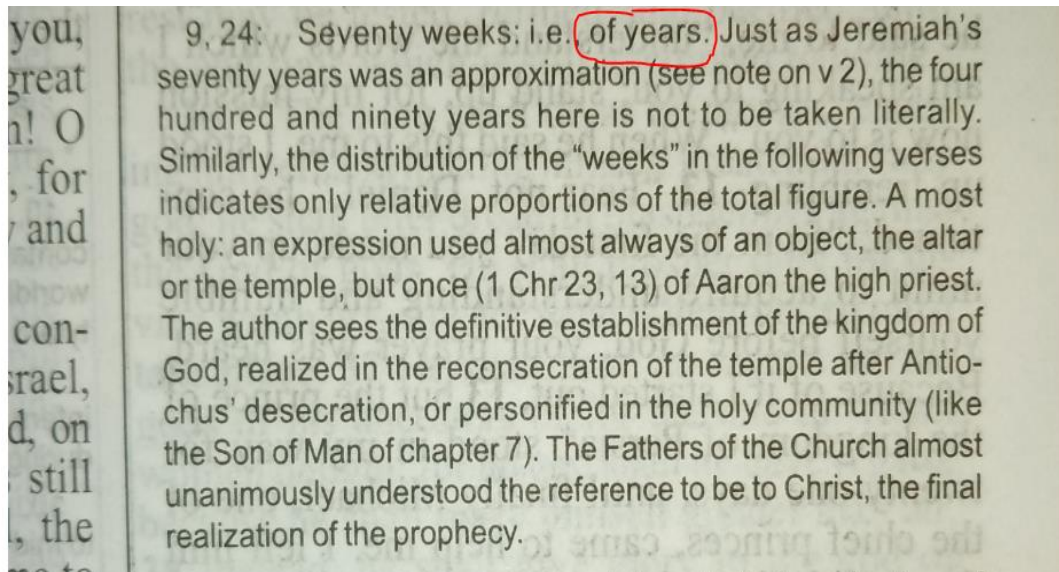 you,
great
! O
, for
and
con-
srael,
d, on
still
, the
9, 24: Seventy weeks: i.e., of years. Just as Jeremiah's
seventy years was an approximation (see note on v 2), the four
hundred and ninety years here is not to be taken literally.
Similarly, the distribution of the "weeks" in the following verses
indicates only relative proportions of the total figure. A most
holy: an expression used almost always of an object, the altar
or the temple, but once (1 Chr 23, 13) of Aaron the high priest.
The author sees the definitive establishment of the kingdom of
God, realized in the reconsecration of the temple after Antio-
chus' desecration, or personified in the holy community (like
the Son of Man of chapter 7). The Fathers of the Church almost
unanimously understood the reference to be to Christ, the final
realization of the prophecy.